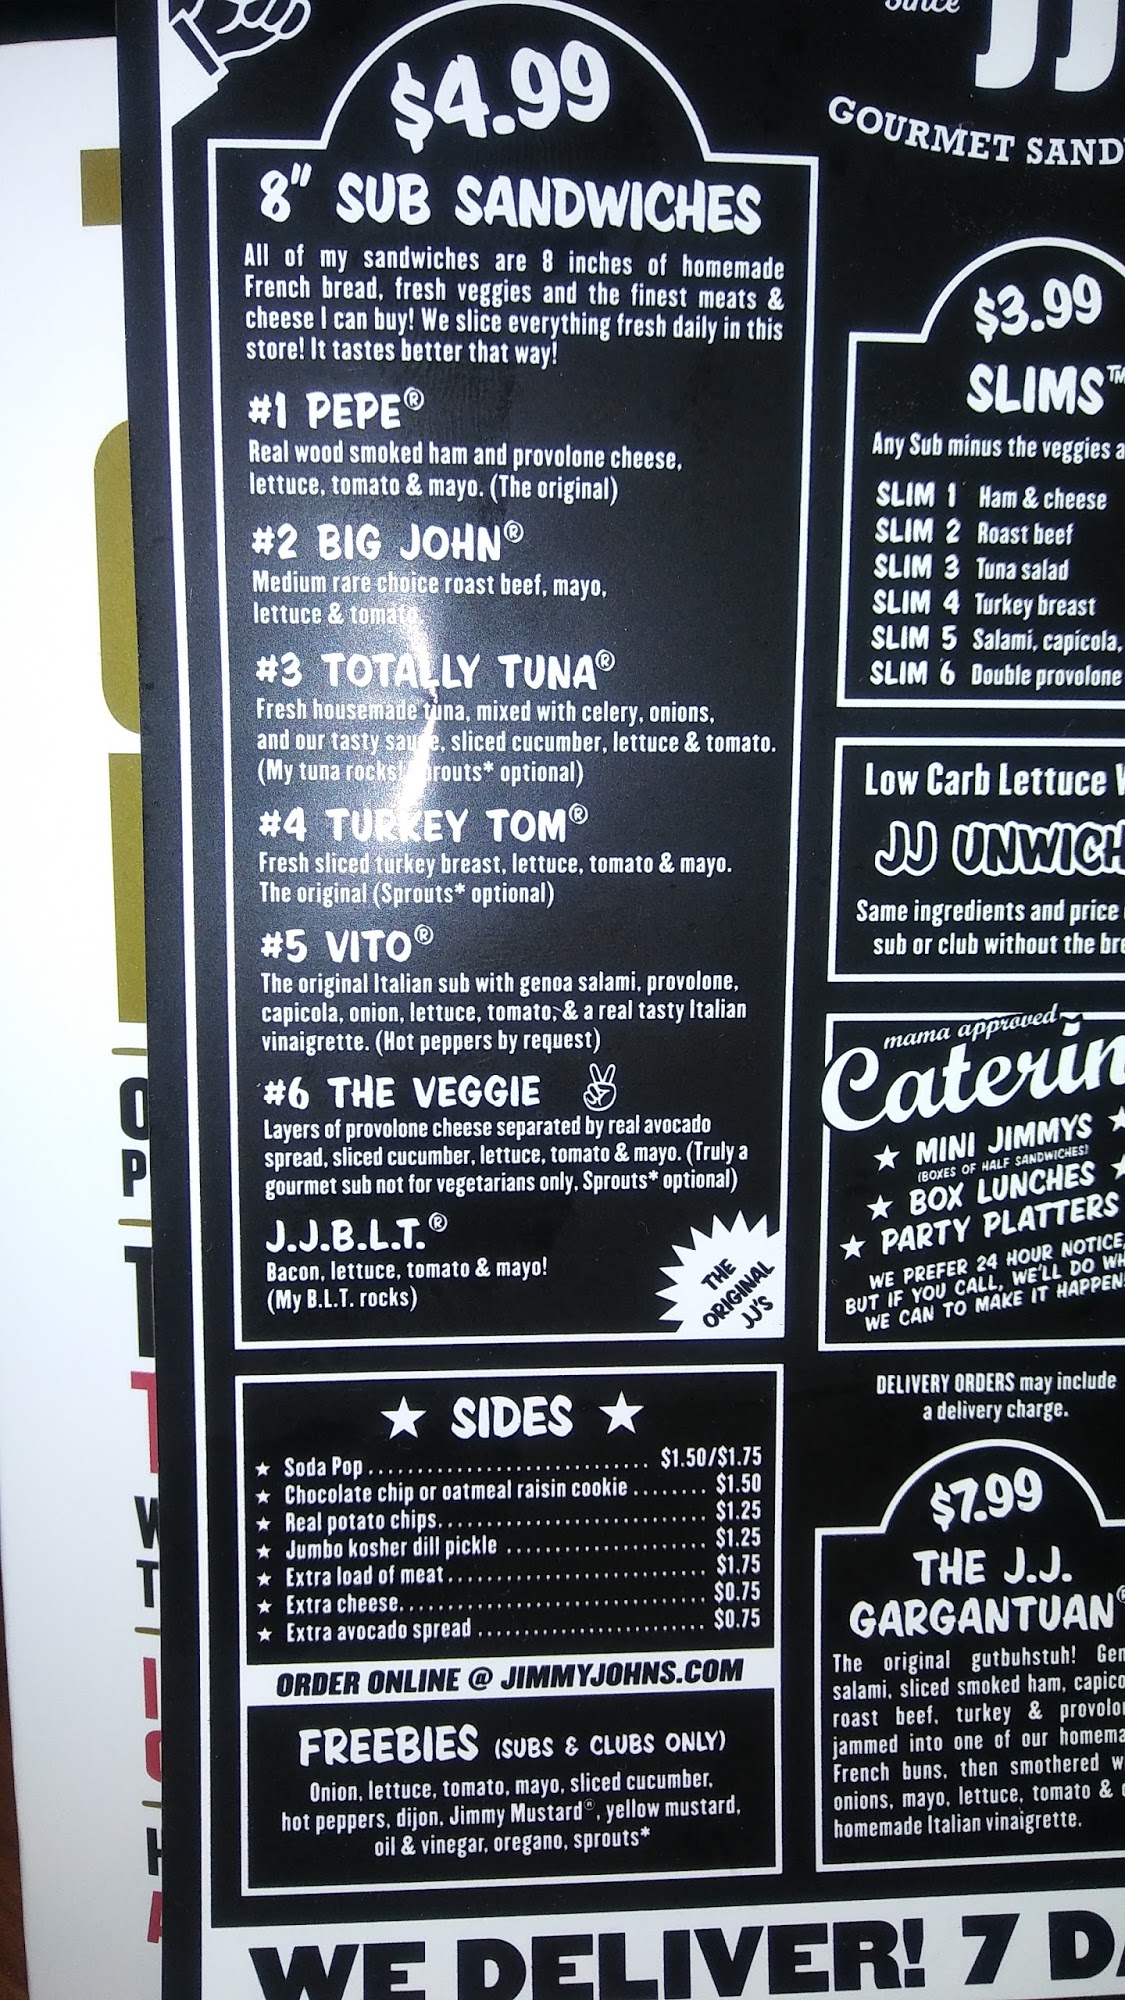 $4.99
8" SUB SANDWICHES
All of my sandwiches are 8 inches of homemade
French bread, fresh veggies and the finest meats &
cheese I can buy! We slice everything fresh daily in this
store! It tastes better that way!
#1 PEPE®
Real wood smoked ham and provolone cheese,
lettuce, tomato & mayo. (The original)
#2 BIG JOHN®
Medium rare choice roast beef, mayo,
lettuce & tomato.
#3 TOTALLY TUNA®
Fresh housemade tuna, mixed with celery, onions,
and our tasty sauce, sliced cucumber, lettuce & tomato.
(My tuna rocks! Sprouts* optional)
#4 TURKEY TOM®
Fresh sliced turkey breast, lettuce, tomato & mayo.
The original (Sprouts* optional)
#5 VITO®
The original Italian sub with genoa salami, provolone,
capicola, onion, lettuce, tomato, & a real tasty Italian
vinaigrette. (Hot peppers by request)
#6 THE VEGGIE
Layers of provolone cheese separated by real avocado
spread, sliced cucumber, lettuce, tomato & mayo. (Truly a
gourmet sub not for vegetarians only, Sprouts* optional)
J.J.B.L.T.®
Bacon, lettuce, tomato & mayo!
(My B.L.T. rocks)
THE
ORIGINAL
JJ'S
★ SIDES ★
★ Soda Pop .............................. $1.50/$1.75
★ Chocolate chip or oatmeal raisin cookie ........ $1.50
★ Real potato chips............................. $1.25
★ Jumbo kosher dill pickle ..................... $1.25
★ Extra load of meat............................ $1.75
★ Extra cheese.................................. $0.75
★ Extra avocado spread ......................... $0.75
ORDER ONLINE @ JIMMYJOHNS.COM
FREEBIES (SUBS & CLUBS ONLY)
Onion, lettuce, tomato, mayo, sliced cucumber,
hot peppers, dijon, Jimmy Mustard®, yellow mustard,
oil & vinegar, oregano, sprouts*
Since
JJ
GOURMET SAND
$3.99
SLIMS™
Any Sub minus the veggies a
SLIM 1 Ham & cheese
SLIM 2 Roast beef
SLIM 3 Tuna salad
SLIM 4 Turkey breast
SLIM 5 Salami, capicola,
SLIM 6 Double provolone
Low Carb Lettuce W
JJ UNWICH
Same ingredients and price
sub or club without the bre
mama approved
Caterin
★ MINI JIMMYS ★
(BOXES OF HALF SANDWICHES)
★ BOX LUNCHES ★
★ PARTY PLATTERS
WE PREFER 24 HOUR NOTICE,
BUT IF YOU CALL, WE'LL DO WH
WE CAN TO MAKE IT HAPPEN
DELIVERY ORDERS may include
a delivery charge.
$7.99
THE J.J.
GARGANTUAN®
The original gutbuhstuh! Gen
salami, sliced smoked ham, capico
roast beef, turkey & provolo
jammed into one of our homema
French buns, then smothered w
onions, mayo, lettuce, tomato &
homemade Italian vinaigrette.
WE DELIVER! 7 DA